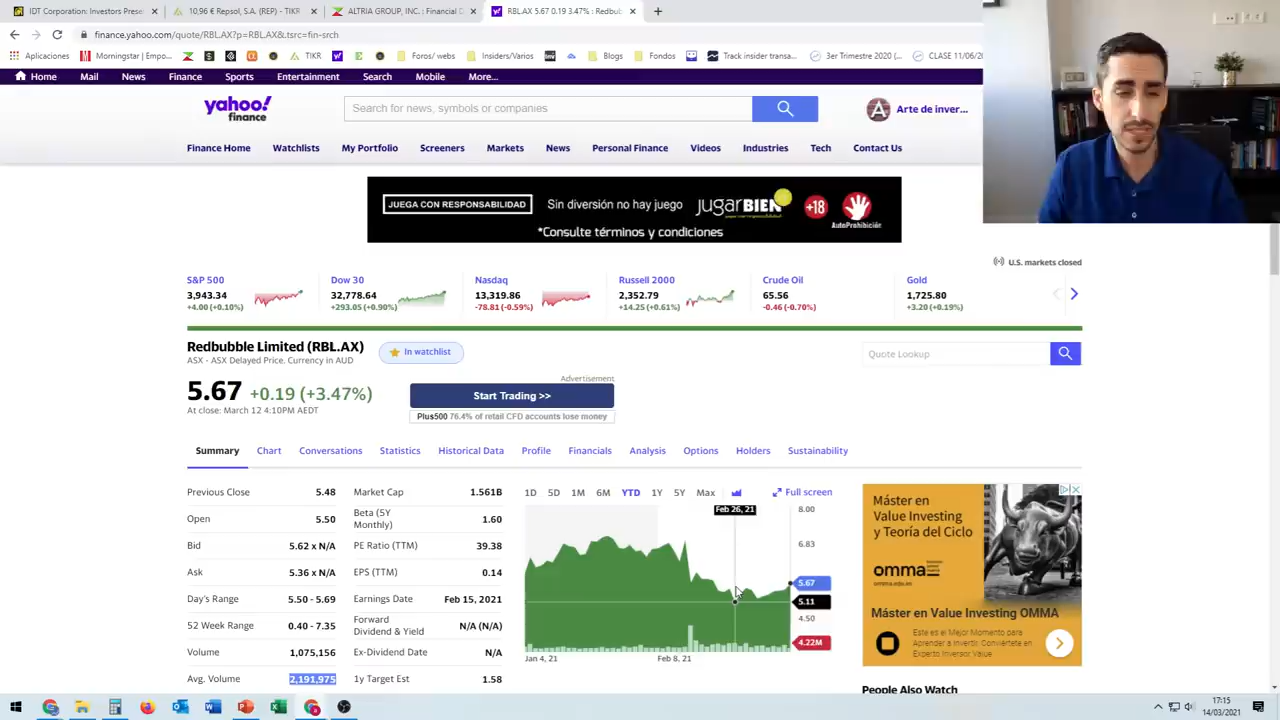 IDT Corporation: Investors Presen
10,96 € Repsol, S.A. (REP) - TIKR
ALTRIA GROUP, INC. : Financial D
RBL.AX 5.67 0.19 3.47% : Redbub
finance.yahoo.com/quote/RBL.AX?p=RBL.AX&.tsrc=fin-srch
Aplicaciones
Morningstar | Empo...
TIKR
Foros/ webs
Insiders/Varios
Blogs
Fondos
Track insider transa...
3er Trimestre 2020 (...
CLASE 11/06/20
Home
Mail
News
Finance
Sports
Entertainment
Search
Mobile
More...
yahoo!
finance
Search for news, symbols or companies
Arte de inver...
Finance Home
Watchlists
My Portfolio
Screeners
Markets
News
Personal Finance
Videos
Industries
Tech
Contact Us
JUEGA CON RESPONSABILIDAD
Sin diversión no hay juego
jugarBIEN
+18
AutoProhibición
*Consulte términos y condiciones
U.S. markets closed
S&P 500
3,943.34
+4.00 (+0.10%)
Dow 30
32,778.64
+293.05 (+0.90%)
Nasdaq
13,319.86
-78.81 (-0.59%)
Russell 2000
2,352.79
+14.25 (+0.61%)
Crude Oil
65.56
-0.46 (-0.70%)
Gold
1,725.80
+3.20 (+0.19%)
Redbubble Limited (RBL.AX)
ASX - ASX Delayed Price. Currency in AUD
In watchlist
Quote Lookup
5.67 +0.19 (+3.47%)
At close: March 12 4:10PM AEDT
Advertisement
Start Trading >>
Plus500 76.4% of retail CFD accounts lose money
Summary
Chart
Conversations
Statistics
Historical Data
Profile
Financials
Analysis
Options
Holders
Sustainability
Previous Close 5.48
Open 5.50
Bid 5.62 x N/A
Ask 5.36 x N/A
Day's Range 5.50 - 5.69
52 Week Range 0.40 - 7.35
Volume 75,156
Avg. Volume 2,191,975
Market Cap 1.561B
Beta (5Y
Monthly) 1.60
PE Ratio (TTM) 39.38
EPS (TTM) 0.14
Earnings Date Feb 15, 2021
Forward
Dividend & Yield N/A (N/A)
Ex-Dividend Date N/A
1y Target Est 1.58
1D
5D
1M
6M
YTD
1Y
5Y
Max
Full screen
Feb 26, 21
8.00
6.83
5.67
5.11
4.50
4.22M
Jan 4, 21
Feb 8, 21
Máster en
Value Investing
y Teoría del Ciclo
omma
omma.edu.es
Máster en Value Investing OMMA
Este es el Mejor Momento para
Aprender a Invertir. Conviértete en
Experto Inversor Value
People Also Watch
17:15
14/03/2021